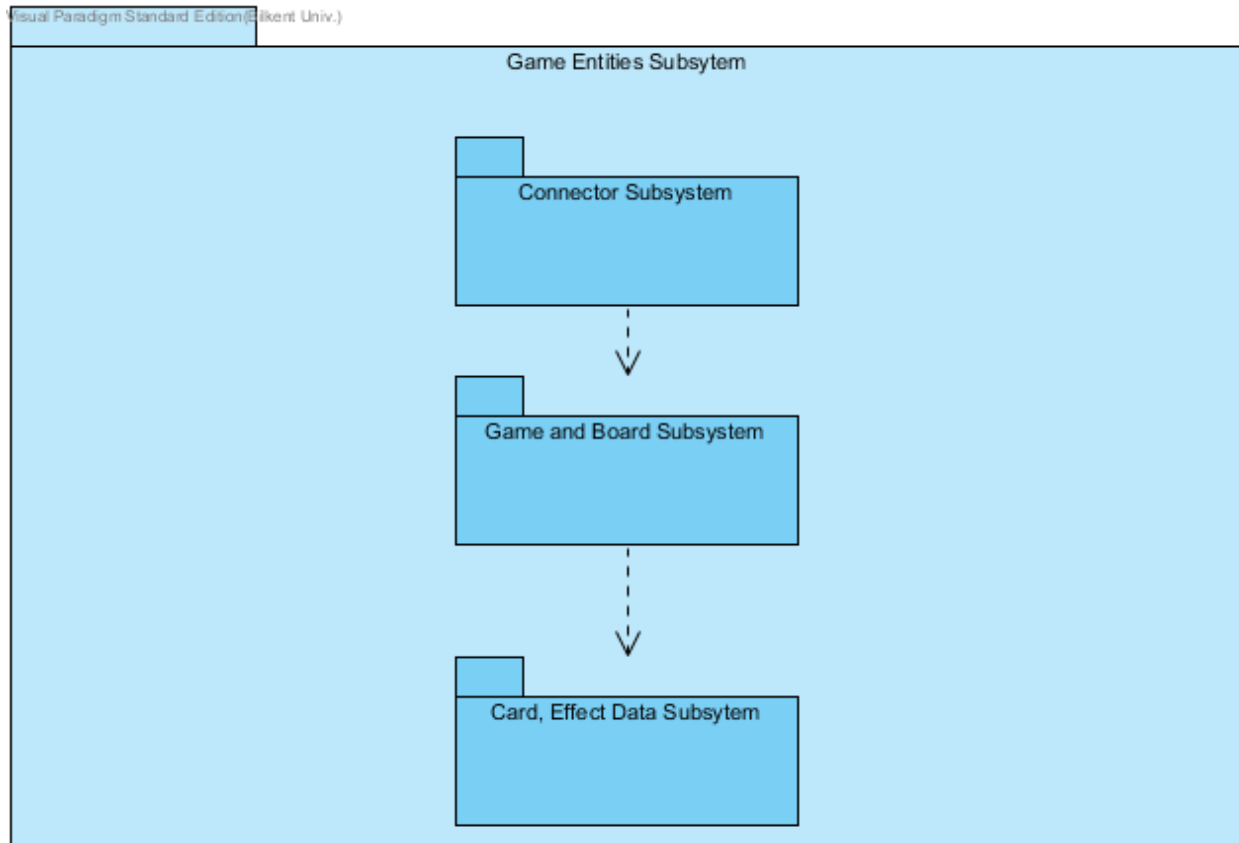 Visual Paradigm Standard Edition(Bilkent Univ.)
Game Entities Subsytem
Connector Subsystem
Game and Board Subsystem
Card, Effect Data Subsytem